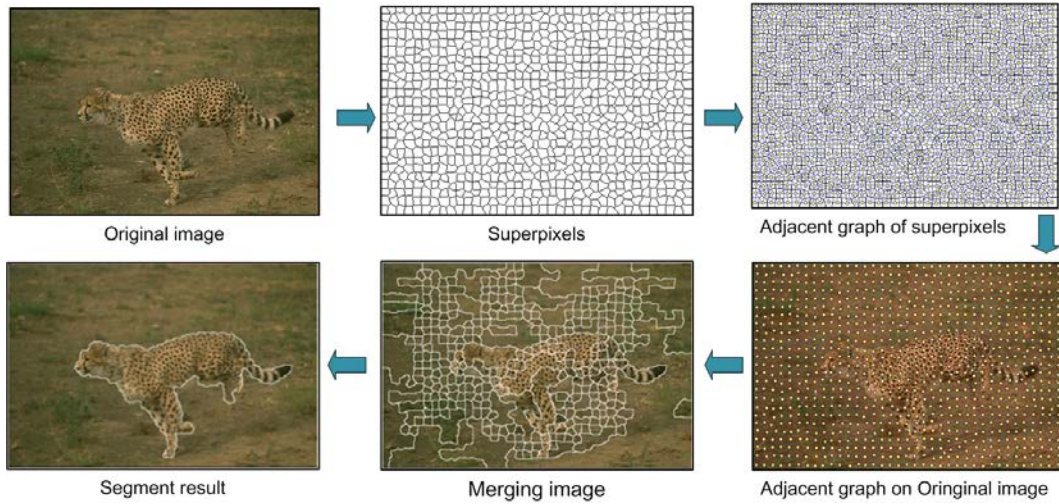 Original image
Superpixels
Adjacent graph of superpixels
Segment result
Merging image
Adjacent graph on Oringinal image